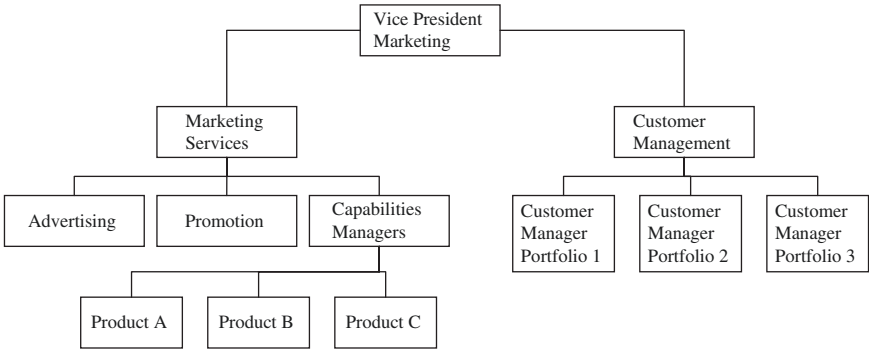 Vice President
Marketing
Marketing
Services
Customer
Management
Advertising
Promotion
Capabilities
Managers
Customer
Manager
Portfolio 1
Customer
Manager
Portfolio 2
Customer
Manager
Portfolio 3
Product A
Product B
Product C